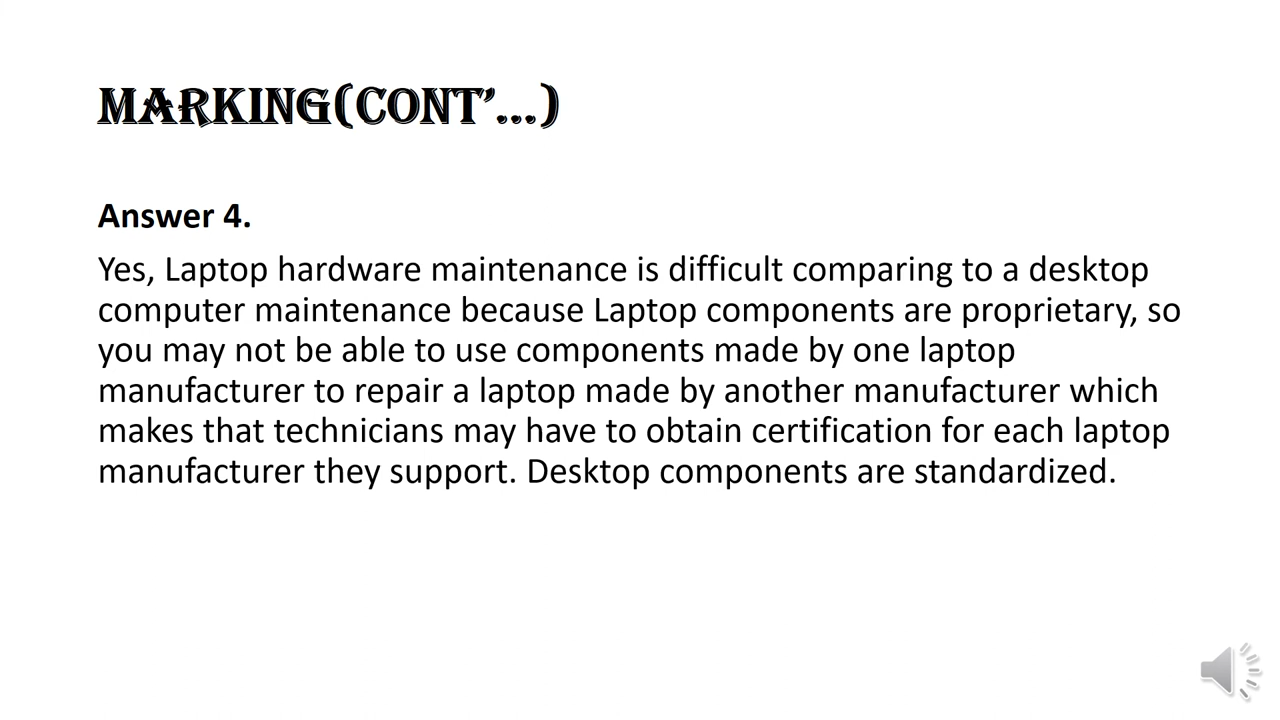 MARKING(CONT’...)
Answer 4.
Yes, Laptop hardware maintenance is difficult comparing to a desktop
computer maintenance because Laptop components are proprietary, so
you may not be able to use components made by one laptop
manufacturer to repair a laptop made by another manufacturer which
makes that technicians may have to obtain certification for each laptop
manufacturer they support. Desktop components are standardized.